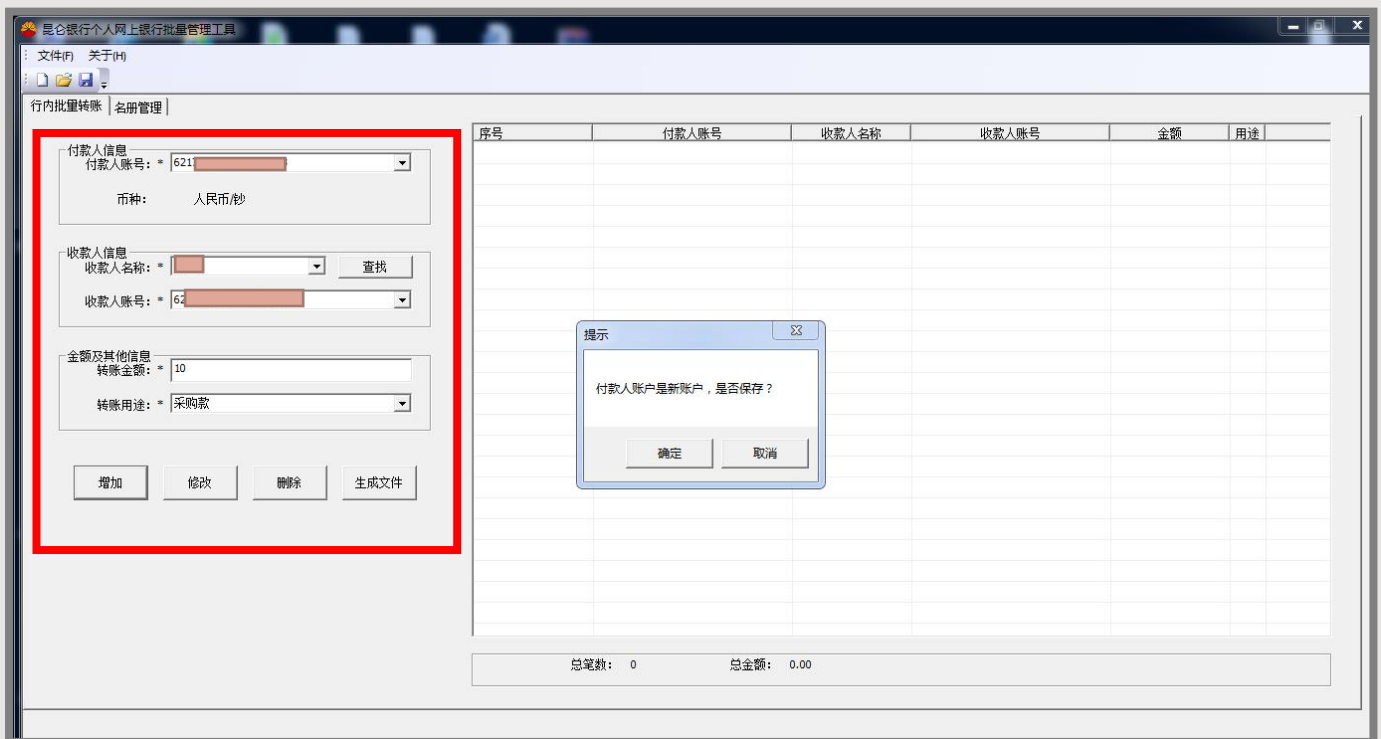 昆仑银行个人网上银行批量管理工具
文件(F) 关于(H)
行内批量转账 名册管理
序号 付款人账号 收款人名称 收款人账号 金额 用途
付款人信息
付款人账号: * 621
币种: 人民币/钞
收款人信息
收款人名称: * 查找
收款人账号: * 62
金额及其他信息
转账金额: * 10
转账用途: * 采购款
增加 修改 删除 生成文件
提示
付款人账户是新账户，是否保存？
确定 取消
总笔数: 0 总金额: 0.00